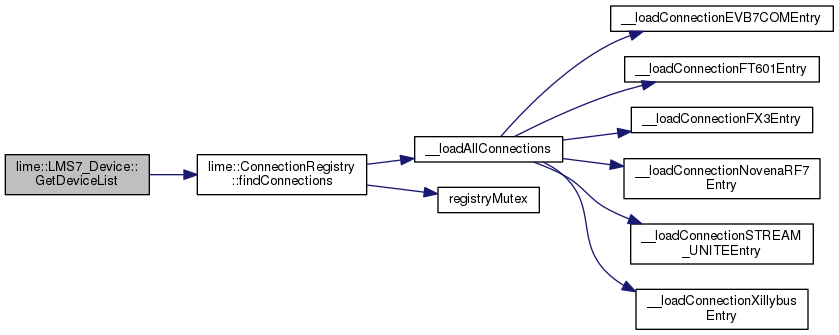 lime::LMS7_Device::
GetDeviceList
lime::ConnectionRegistry
::findConnections
__loadAllConnections
registryMutex
__loadConnectionEVB7COMEntry
__loadConnectionFT601Entry
__loadConnectionFX3Entry
__loadConnectionNovenaRF7
Entry
__loadConnectionSTREAM
_UNITEEntry
__loadConnectionXillybus
Entry